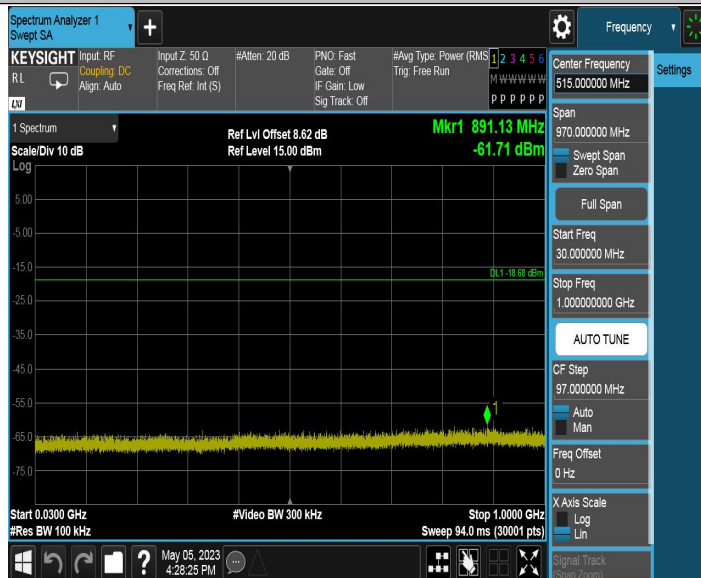 Spectrum Analyzer 1
Swept SA
+
Frequency
KEYSIGHT
RL
LXI
Input: RF
Coupling: DC
Align: Auto
Input Z: 50 Ω
Corrections: Off
Freq Ref: Int (S)
#Atten: 20 dB
PNO: Fast
Gate: Off
IF Gain: Low
Sig Track: Off
#Avg Type: Power (RMS
Trig: Free Run
1 2 3 4 5 6
M W W W W W
P P P P P P
1 Spectrum
Scale/Div 10 dB
Log
Ref Lvl Offset 8.62 dB
Ref Level 15.00 dBm
Mkr1 891.13 MHz
-61.71 dBm
5.00
-5.00
-15.0
DL1 -18.68 dBm
-25.0
-35.0
-45.0
-55.0
1
-65.0
-75.0
Start 0.0300 GHz
#Res BW 100 kHz
#Video BW 300 kHz
Stop 1.0000 GHz
Sweep 94.0 ms (30001 pts)
Center Frequency
515.000000 MHz
Settings
Span
970.000000 MHz
Swept Span
Zero Span
Full Span
Start Freq
30.000000 MHz
Stop Freq
1.000000000 GHz
AUTO TUNE
CF Step
97.000000 MHz
Auto
Man
Freq Offset
0 Hz
X Axis Scale
Log
Lin
Signal Track
(Span Zoom)
?
May 05, 2023
4:28:25 PM